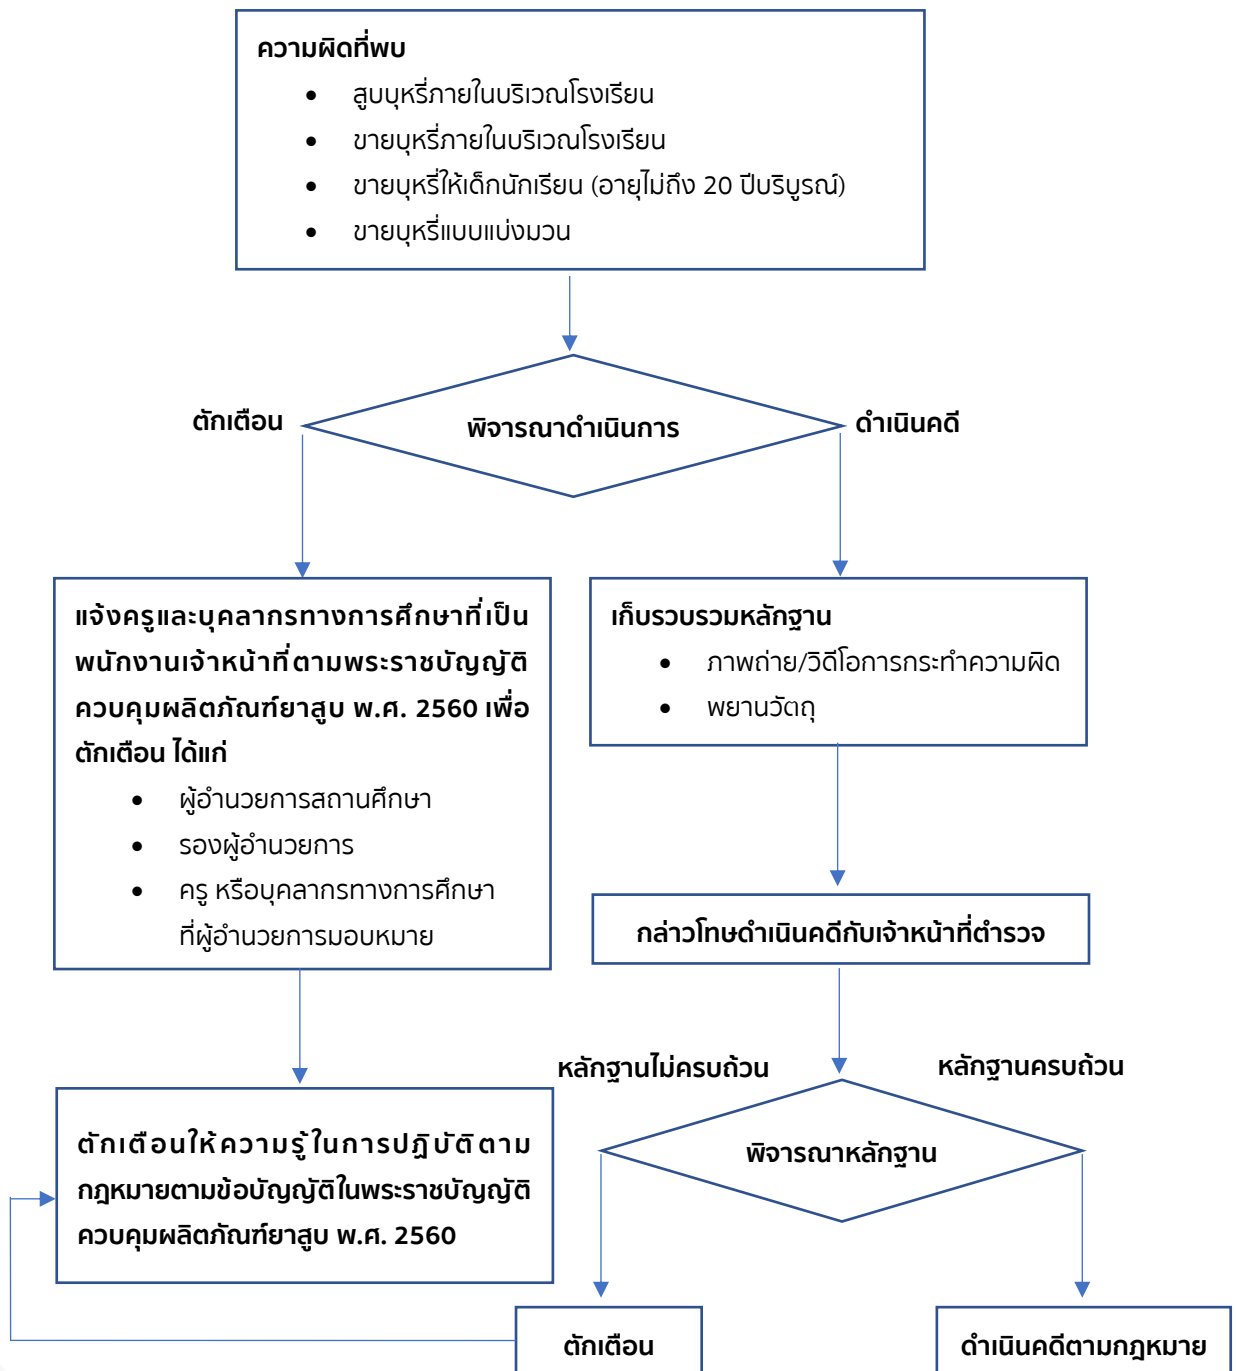 ความผิดที่พบ
• สูบบุหรี่ภายในบริเวณโรงเรียน
• ขายบุหรี่ภายในบริเวณโรงเรียน
• ขายบุหรี่ให้เด็กนักเรียน (อายุไม่ถึง 20 ปีบริบูรณ์)
• ขายบุหรี่แบบแบ่งมวน
ตักเตือน
พิจารณาดำเนินการ
ดำเนินคดี
แจ้งครูและบุคลากรทางการศึกษาที่เป็น
พนักงานเจ้าหน้าที่ตามพระราชบัญญัติ
ควบคุมผลิตภัณฑ์ยาสูบ พ.ศ. 2560 เพื่อ
ตักเตือน ได้แก่
• ผู้อำนวยการสถานศึกษา
• รองผู้อำนวยการ
• ครู หรือบุคลากรทางการศึกษา
ที่ผู้อำนวยการมอบหมาย
เก็บรวบรวมหลักฐาน
• ภาพถ่าย/วิดีโอการกระทำความผิด
• พยานวัตถุ
กล่าวโทษดำเนินคดีกับเจ้าหน้าที่ตำรวจ
หลักฐานไม่ครบถ้วน
หลักฐานครบถ้วน
พิจารณาหลักฐาน
ตักเตือนให้ความรู้ในการปฏิบัติตาม
กฎหมายตามข้อบัญญัติในพระราชบัญญัติ
ควบคุมผลิตภัณฑ์ยาสูบ พ.ศ. 2560
ตักเตือน
ดำเนินคดีตามกฎหมาย